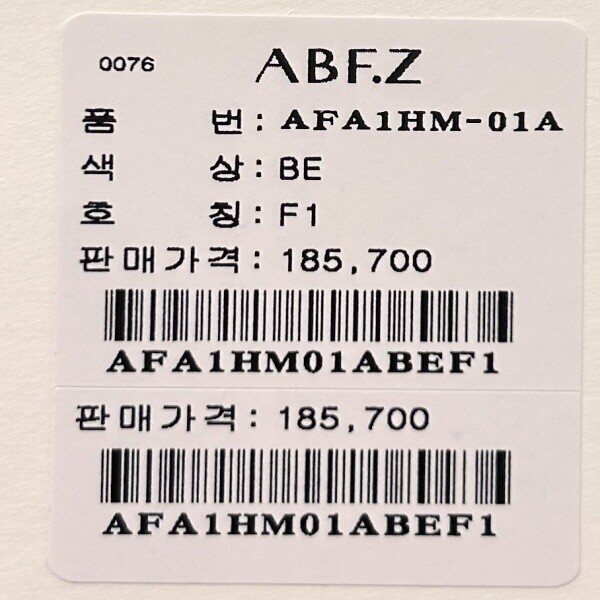 0076 ABF.Z
품 번 : AFA1HM-01A
색 상 : BE
호 칭 : F1
판매가격 : 185,700
AFA1HM01ABEF1
판매가격 : 185,700
AFA1HM01ABEF1